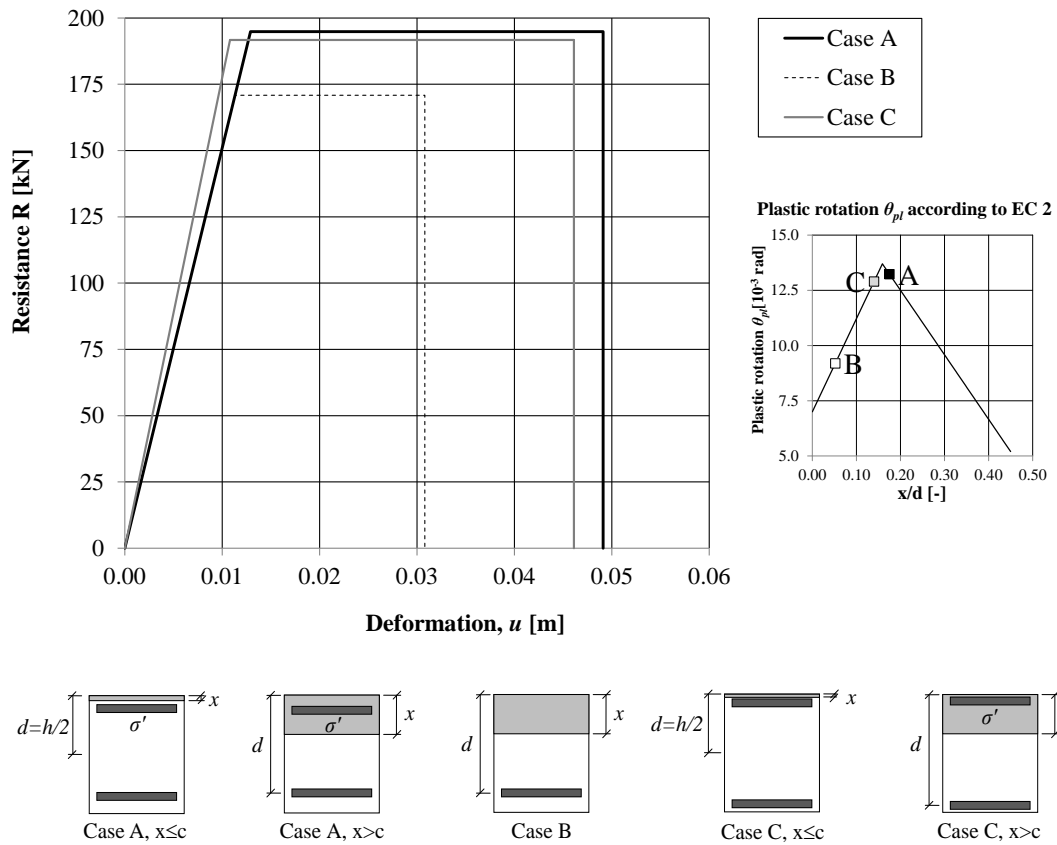 200
175
150
125
100
75
50
25
0
Resistance R [kN]
0.00 0.01 0.02 0.03 0.04 0.05 0.06
Deformation, u [m]
Case A
Case B
Case C
Plastic rotation θpl according to EC 2
15.0
12.5
10.0
7.5
5.0
Plastic rotation θpl[10⁻³ rad]
C
A
B
0.00 0.10 0.20 0.30 0.40 0.50
x/d [-]
d=h/2
σ'
x
Case A, x≤c
d
σ'
x
Case A, x>c
x
d
Case B
d=h/2
x
Case C, x≤c
d
σ'
Case C, x>c